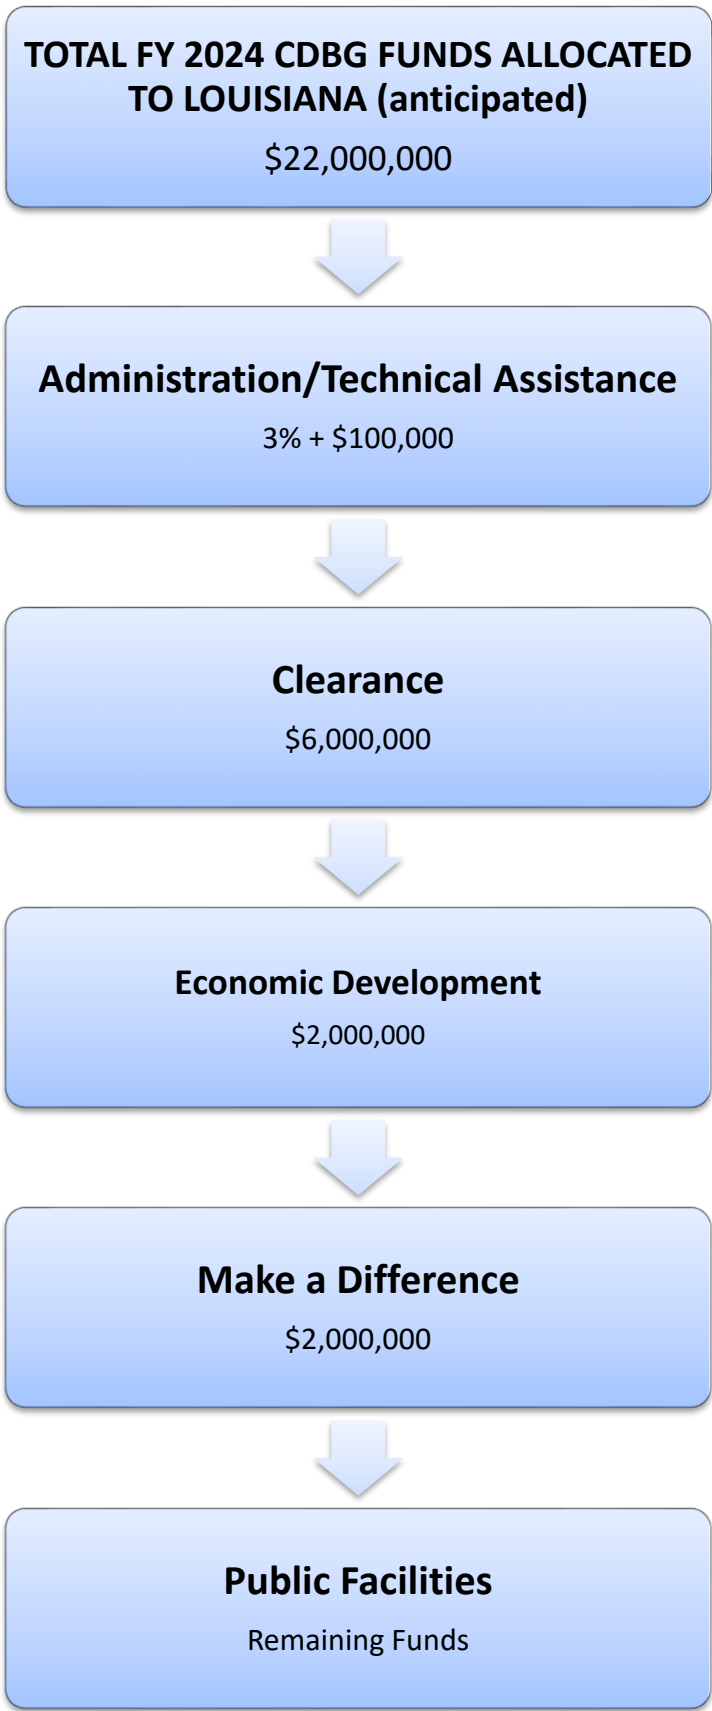 TOTAL FY 2024 CDBG FUNDS ALLOCATED
TO LOUISIANA (anticipated)
$22,000,000
Administration/Technical Assistance
3% + $100,000
Clearance
$6,000,000
Economic Development
$2,000,000
Make a Difference
$2,000,000
Public Facilities
Remaining Funds